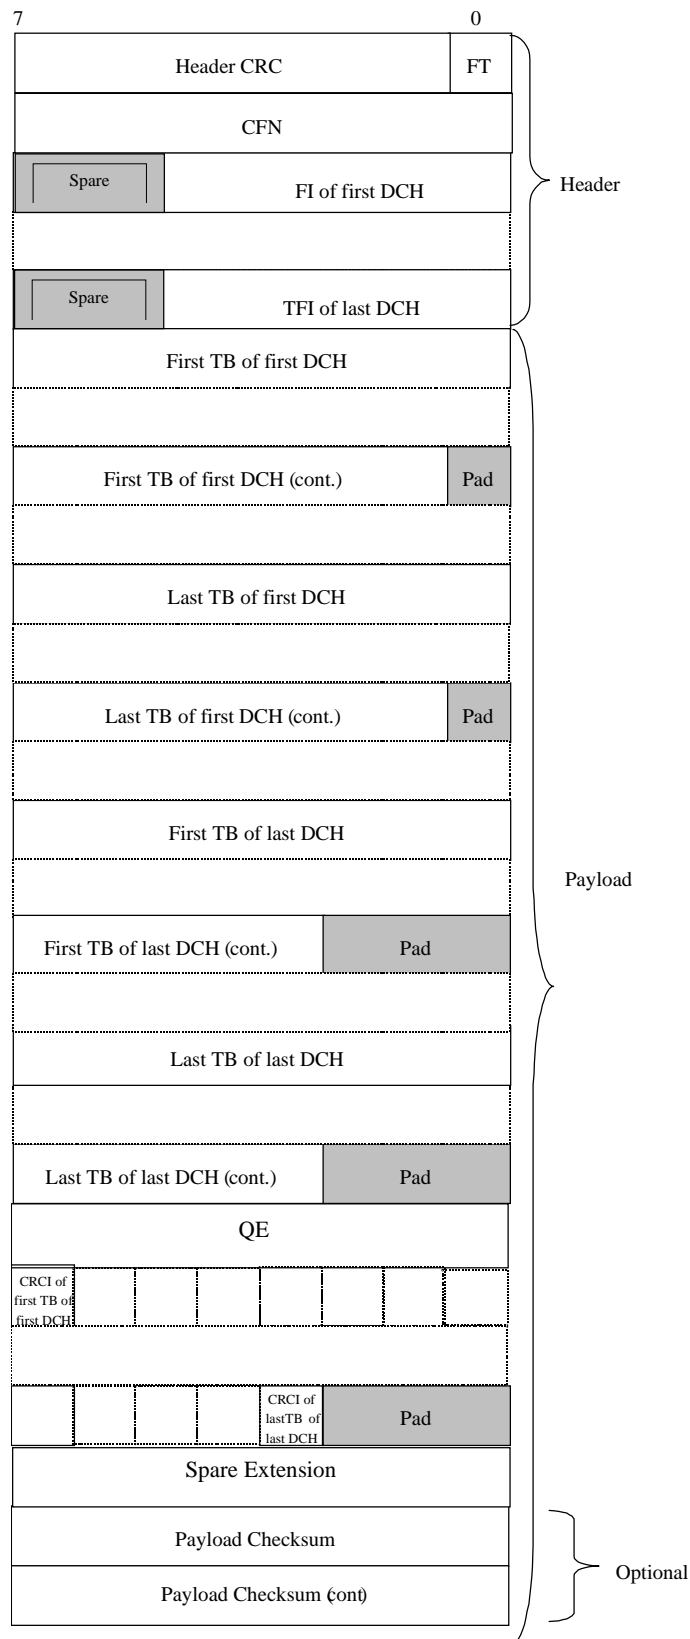 7 0
Header CRC FT
CFN
Spare FI of first DCH
Header
Spare TFI of last DCH
First TB of first DCH
First TB of first DCH (cont.) Pad
Last TB of first DCH
Last TB of first DCH (cont.) Pad
First TB of last DCH
Payload
First TB of last DCH (cont.) Pad
Last TB of last DCH
Last TB of last DCH (cont.) Pad
QE
CRCI of
first TB of
first DCH
CRCI of
lastTB of
last DCH
Pad
Spare Extension
Payload Checksum
Optional
Payload Checksum (cont)